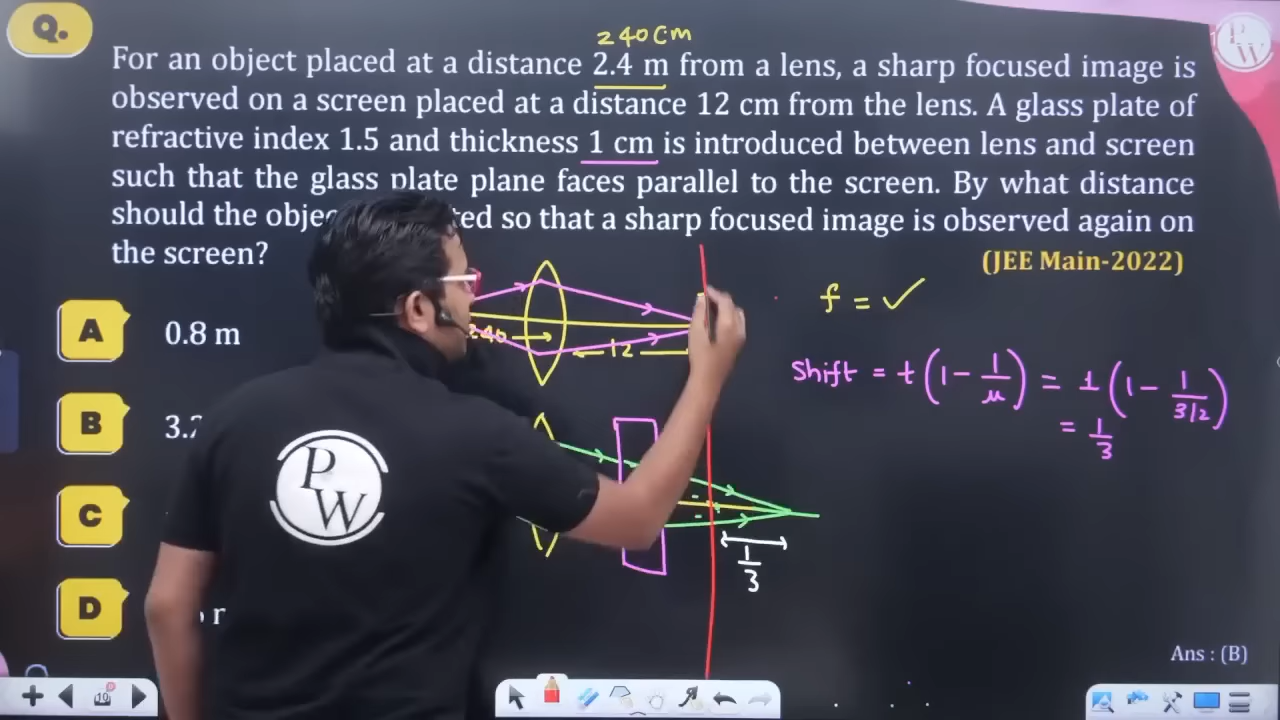 Q.
240 cm
For an object placed at a distance 2.4 m from a lens, a sharp focused image is
observed on a screen placed at a distance 12 cm from the lens. A glass plate of
refractive index 1.5 and thickness 1 cm is introduced between lens and screen
such that the glass plate plane faces parallel to the screen. By what distance
should the ted so that a sharp focused image is observed again on
the screen?
(JEE Main-2022)
A 0.8 m
B
C
D
240
12
f = ✓
Shift = t(1 - 1/μ) = 1(1 - 1/3/2)
= 1/3
1/3
PW
PW
Ans : (B)
10